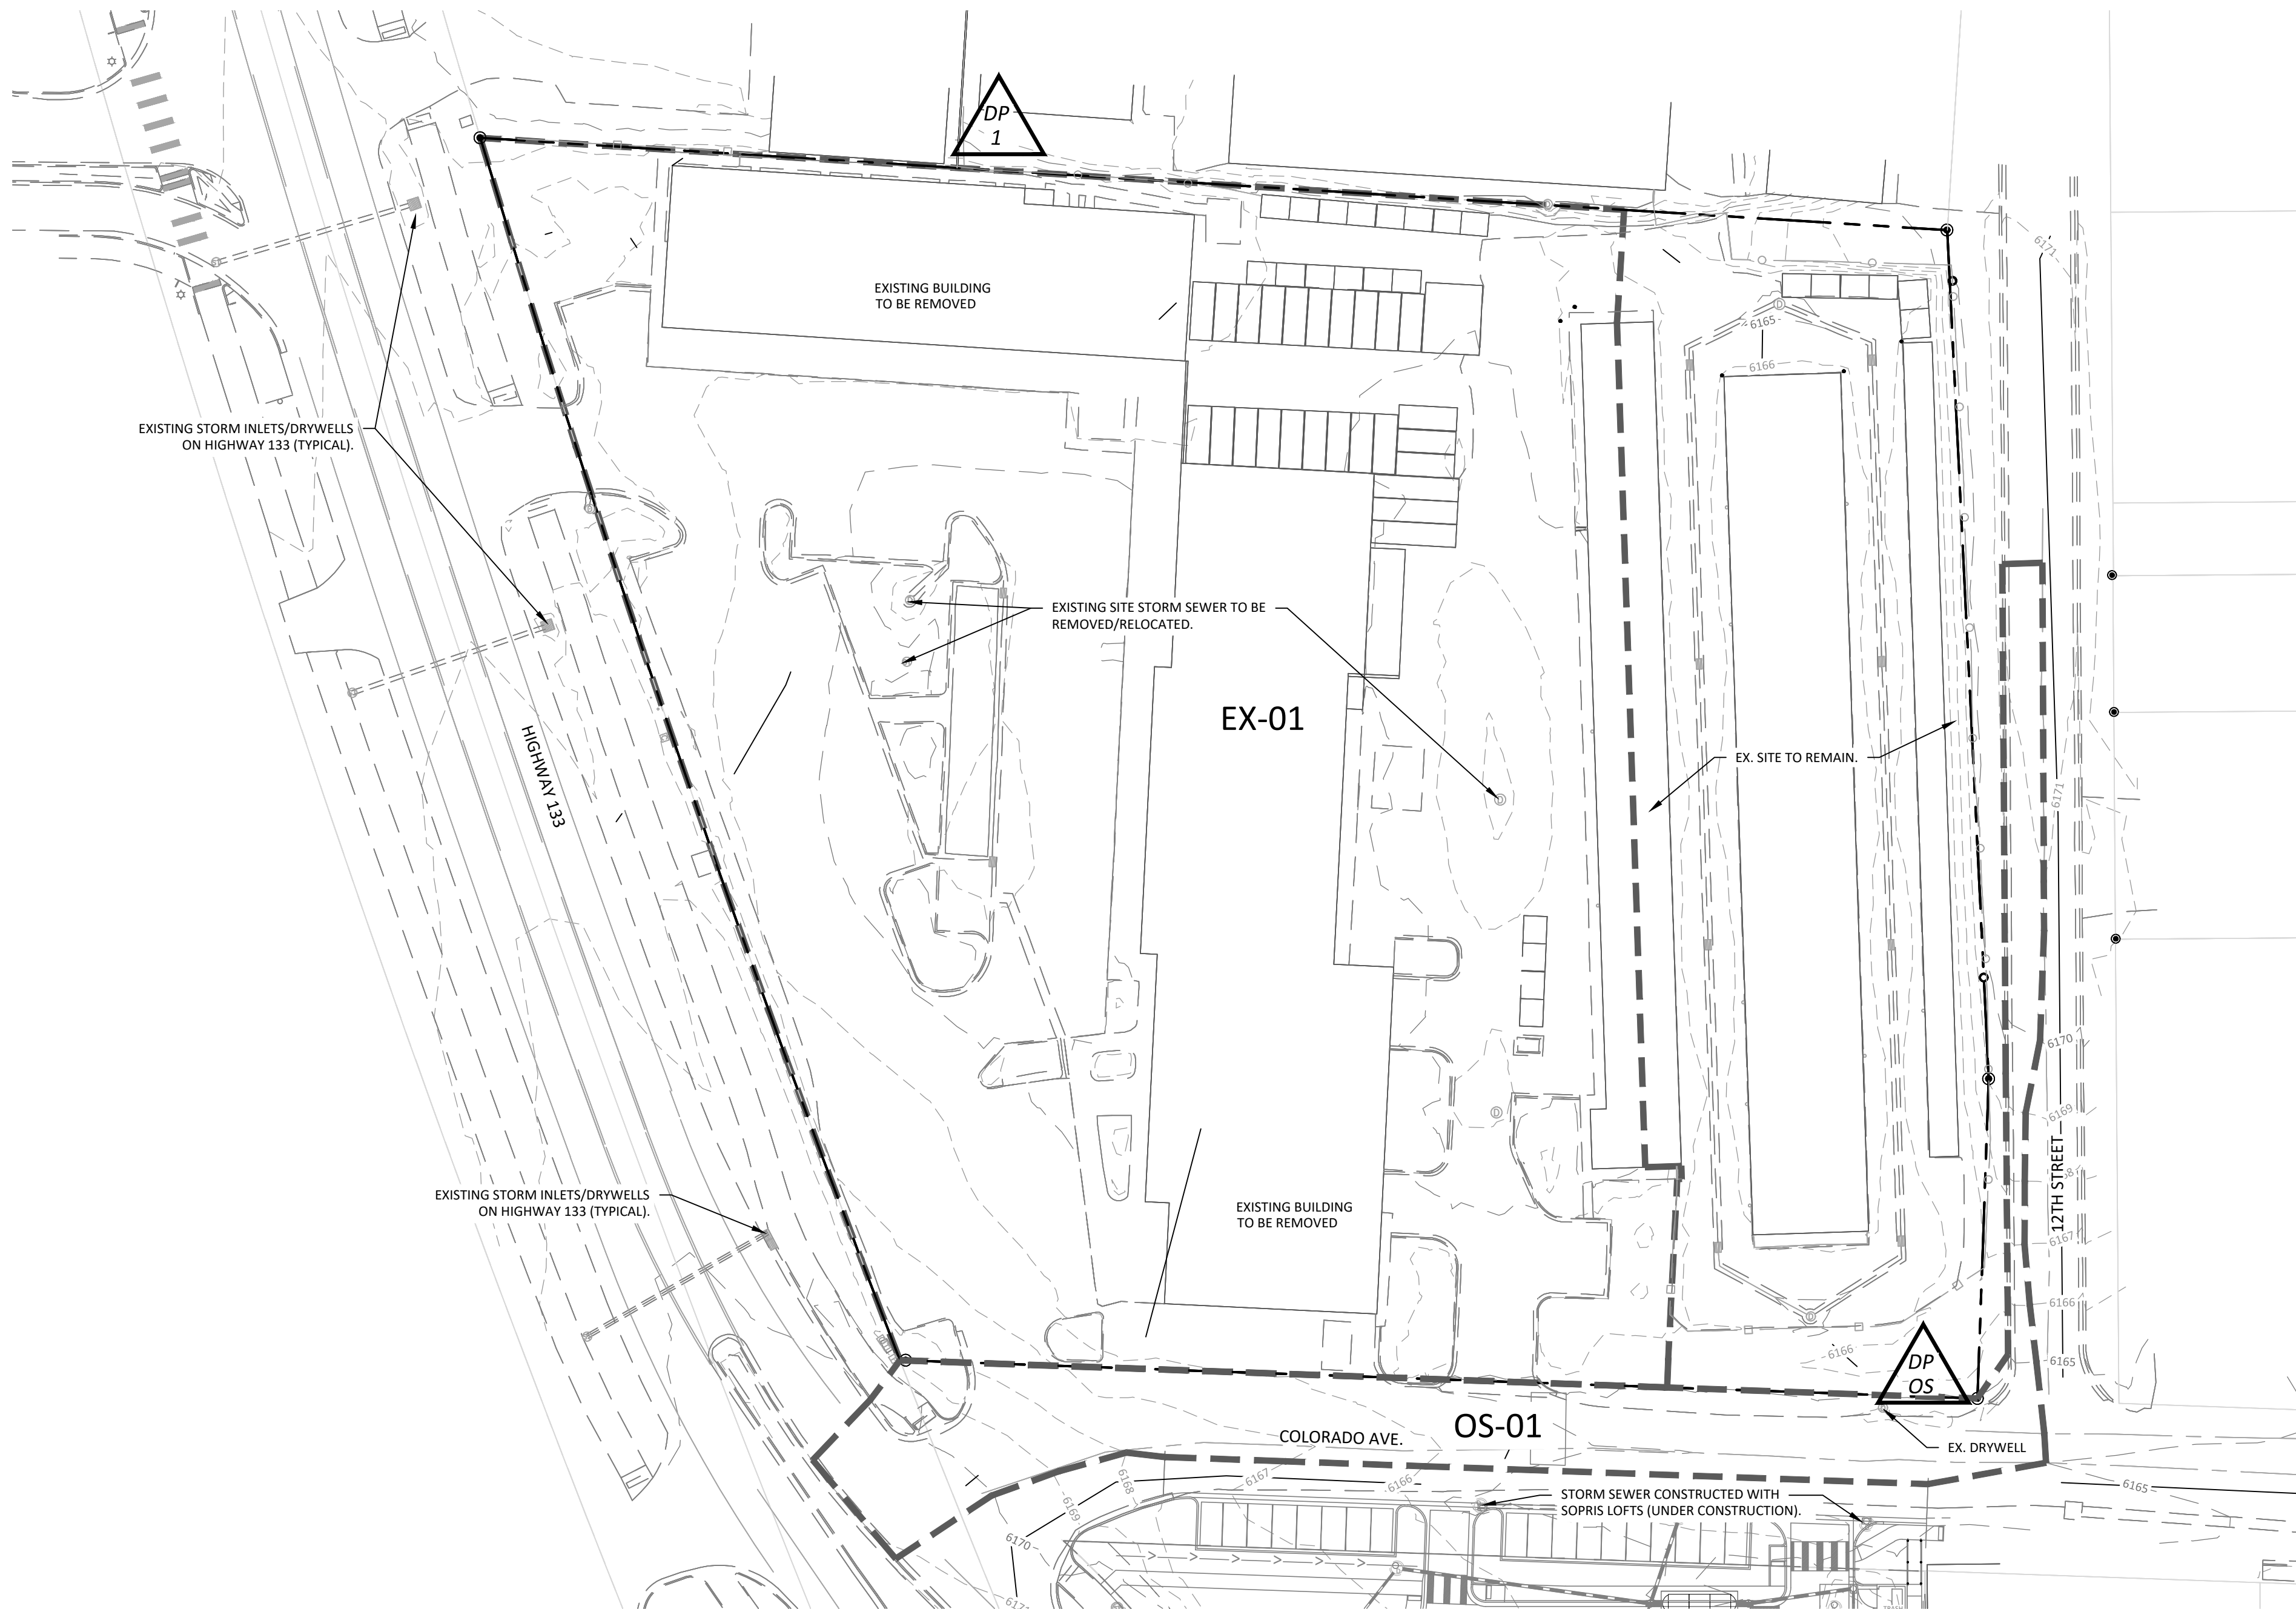 DP
1
6171
EXISTING BUILDING
TO BE REMOVED
6165
6166
EXISTING STORM INLETS/DRYWELLS
ON HIGHWAY 133 (TYPICAL).
EXISTING SITE STORM SEWER TO BE
REMOVED/RELOCATED.
EX-01
HIGHWAY 133
EX. SITE TO REMAIN.
6171
6170
6169
12TH STREET
EXISTING STORM INLETS/DRYWELLS
ON HIGHWAY 133 (TYPICAL).
EXISTING BUILDING
TO BE REMOVED
6167
6166
6166
6165
DP
OS
OS-01
COLORADO AVE.
EX. DRYWELL
6168
6167
6166
6169
6170
6165
STORM SEWER CONSTRUCTED WITH
SOPRIS LOFTS (UNDER CONSTRUCTION).